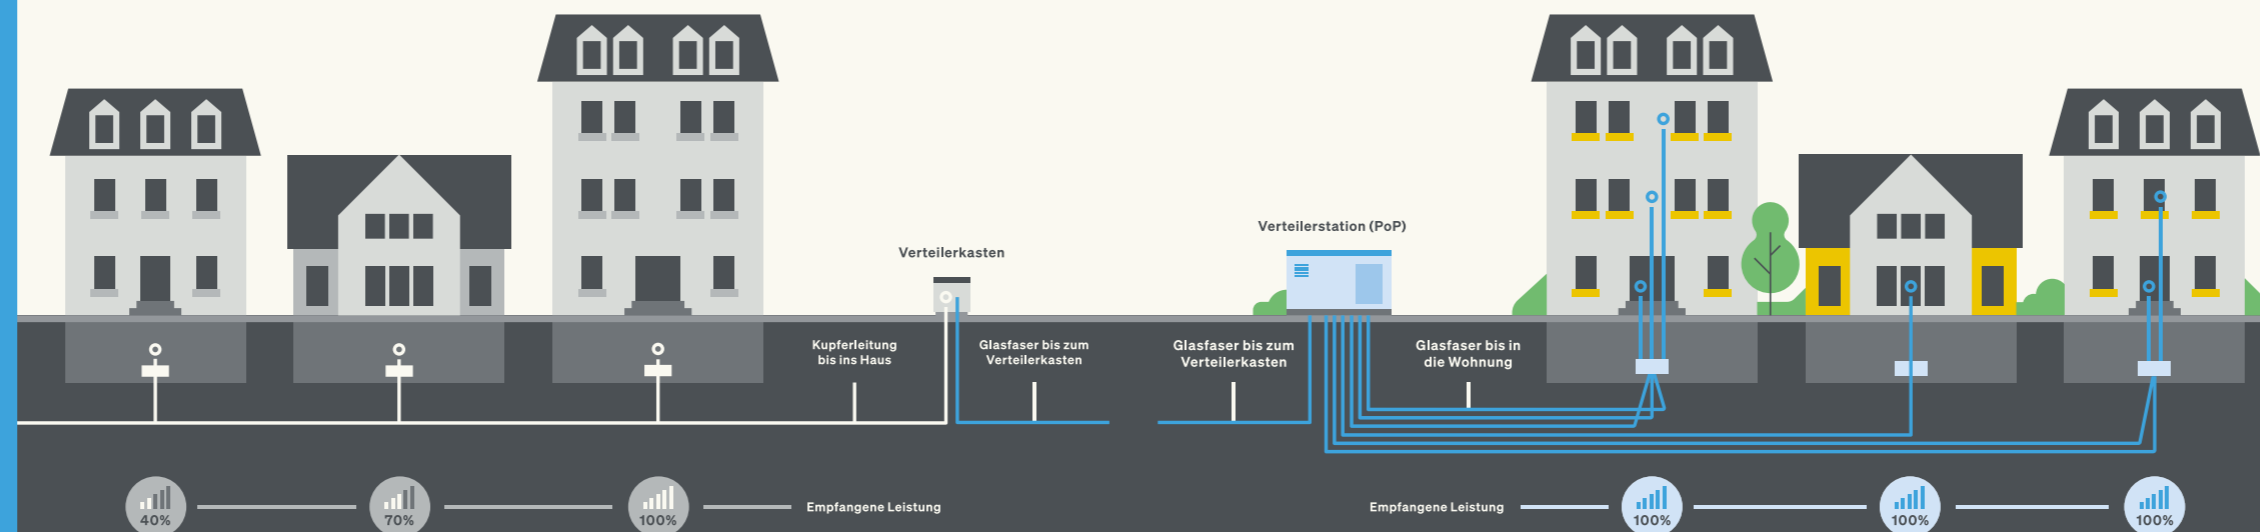 Verteilerkasten
Verteilerstation (PoP)
Kupferleitung
bis ins Haus
Glasfaser bis zum
Verteilerkasten
Glasfaser bis zum
Verteilerkasten
Glasfaser bis in
die Wohnung
40%
70%
100%
Empfangene Leistung
Empfangene Leistung
100%
100%
100%